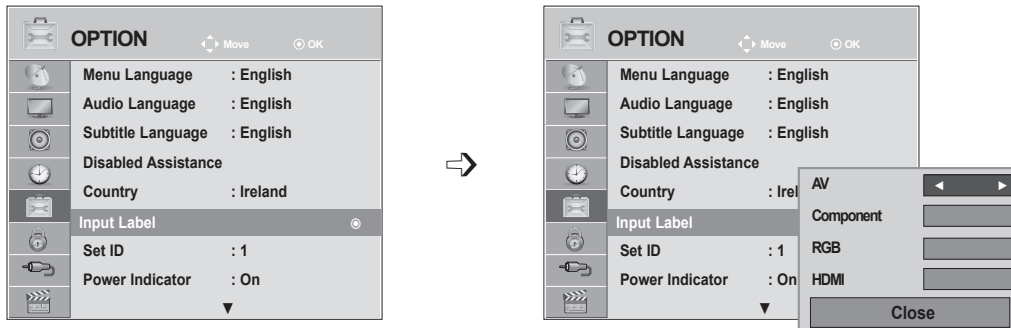 OPTION
Move
OK
Menu Language : English
Audio Language : English
Subtitle Language : English
Disabled Assistance
Country : Ireland
Input Label
Set ID : 1
Power Indicator : On
OPTION
Move
OK
Menu Language : English
Audio Language : English
Subtitle Language : English
Disabled Assistance
Country : Irel
Input Label
Set ID : 1
Power Indicator : On
AV
Component
RGB
HDMI
Close